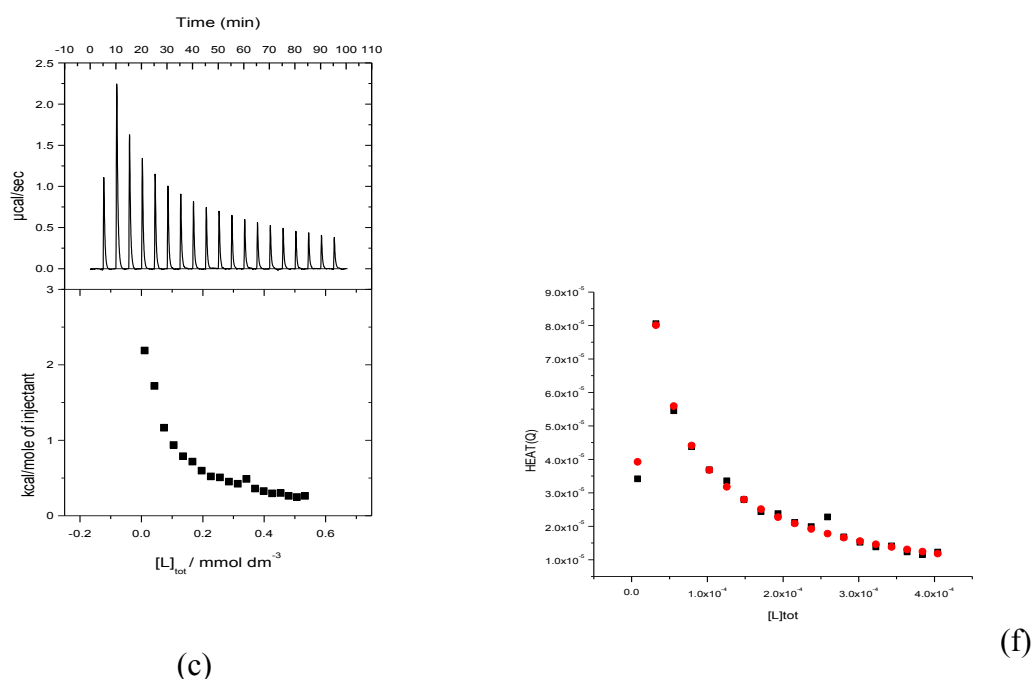 Time (min)
-10 0 10 20 30 40 50 60 70 80 90 100 110
2.5
2.0
1.5
1.0
0.5
0.0
µcal/sec
3
2
1
0
kcal/mole of injectant
-0.2 0.0 0.2 0.4 0.6
[L]tot / mmol dm-3
(c)
9.0x10-5
8.0x10-5
7.0x10-5
6.0x10-5
5.0x10-5
4.0x10-5
3.0x10-5
2.0x10-5
1.0x10-5
HEAT(Q)
0.0 1.0x10-4 2.0x10-4 3.0x10-4 4.0x10-4
[L]tot
(f)